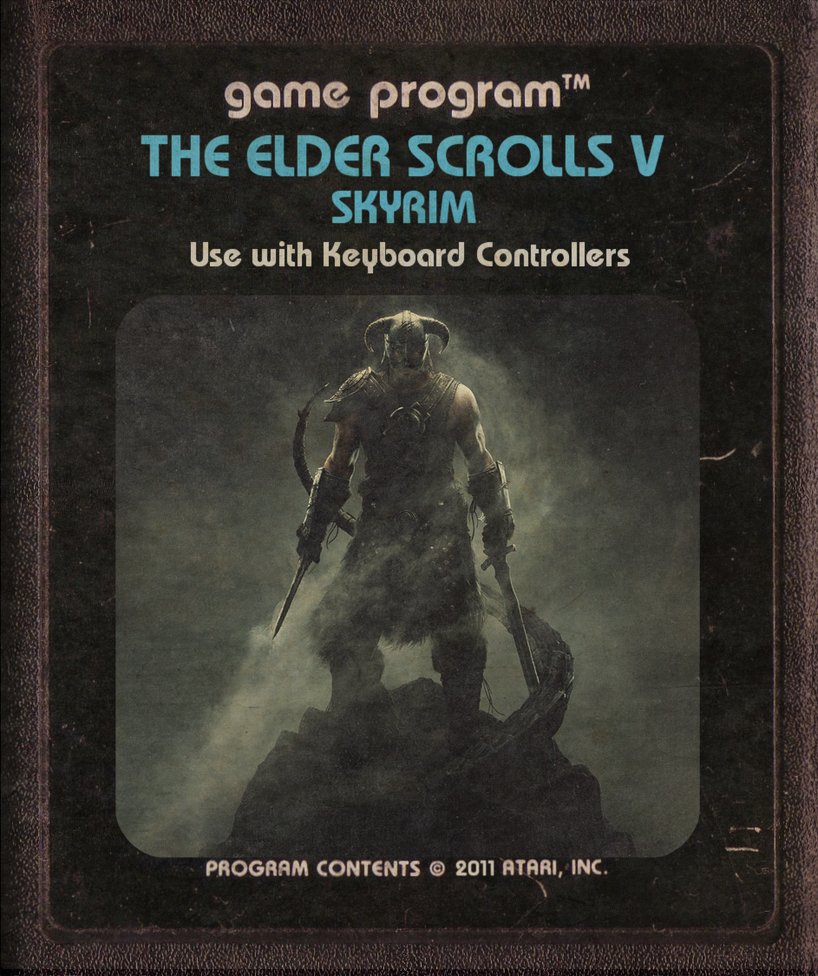 game program™
THE ELDER SCROLLS V
SKYRIM
Use with Keyboard Controllers
PROGRAM CONTENTS © 2011 ATARI, INC.